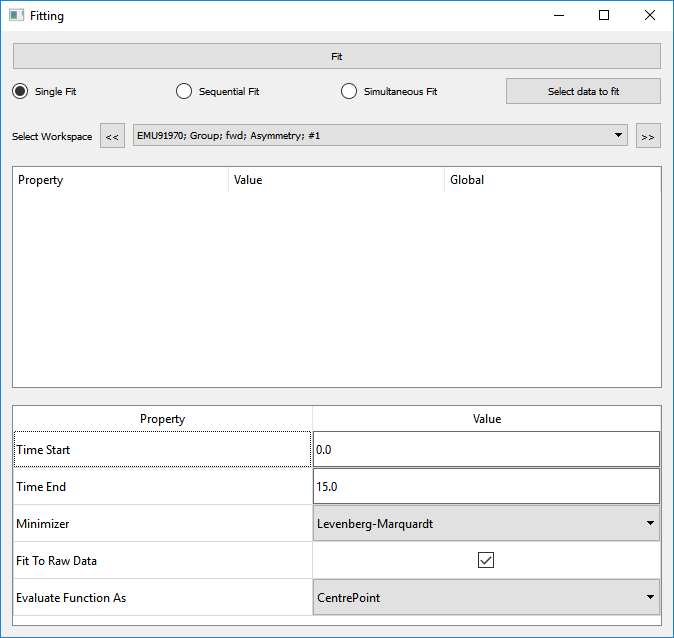 Fitting
Fit
Single Fit Sequential Fit Simultaneous Fit Select data to fit
Select Workspace << EMU91970; Group; fwd; Asymmetry; #1 >>
Property Value Global
Property Value
Time Start 0.0
Time End 15.0
Minimizer Levenberg-Marquardt
Fit To Raw Data
Evaluate Function As CentrePoint